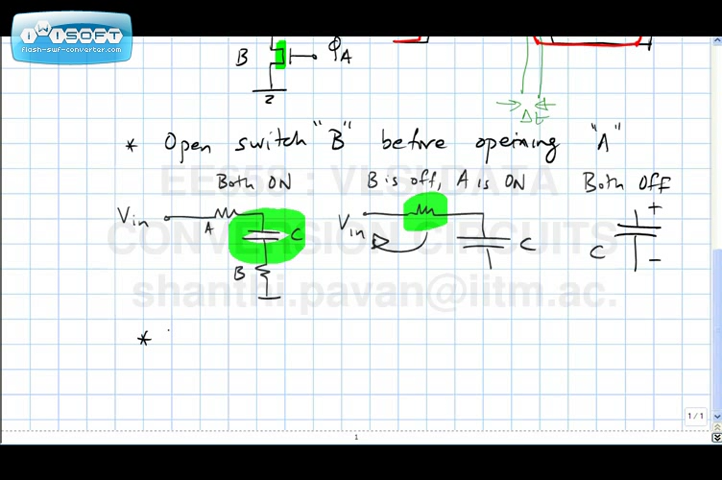 iWiSOFT
flash-swf-converter.com
B
ϕA
2
Δt
* Open switch "B" before opening "A"
Both ON
B is off, A is ON
Both Off
EE658 : VLSI DATA
CONVERSION CIRCUITS
shanthi.pavan@iitm.ac.
Vin
A
C
B
Vin
C
C
+
-
*
1/1
1